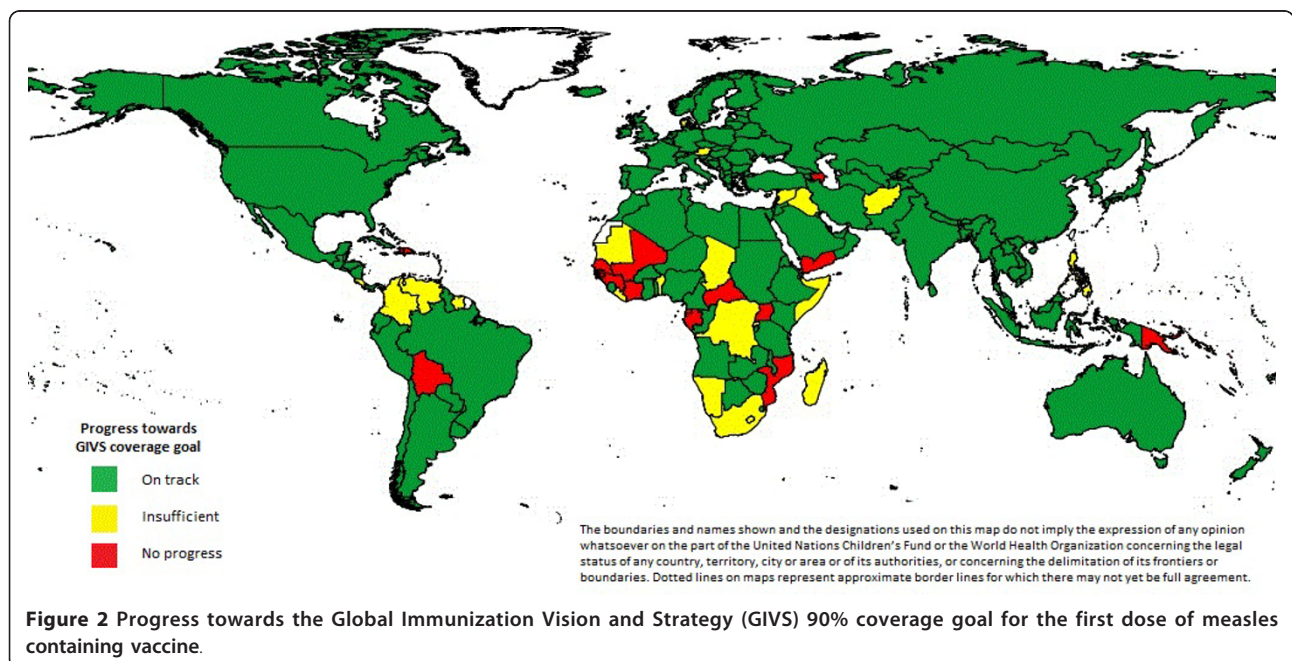 Progress towards
GIVS coverage goal
On track
Insufficient
No progress
The boundaries and names shown and the designations used on this map do not imply the expression of any opinion
whatsoever on the part of the United Nations Children's Fund or the World Health Organization concerning the legal
status of any country, territory, city or area or of its authorities, or concerning the delimitation of its frontiers or
boundaries. Dotted lines on maps represent approximate border lines for which there may not yet be full agreement.
Figure 2 Progress towards the Global Immunization Vision and Strategy (GIVS) 90% coverage goal for the first dose of measles
containing vaccine.